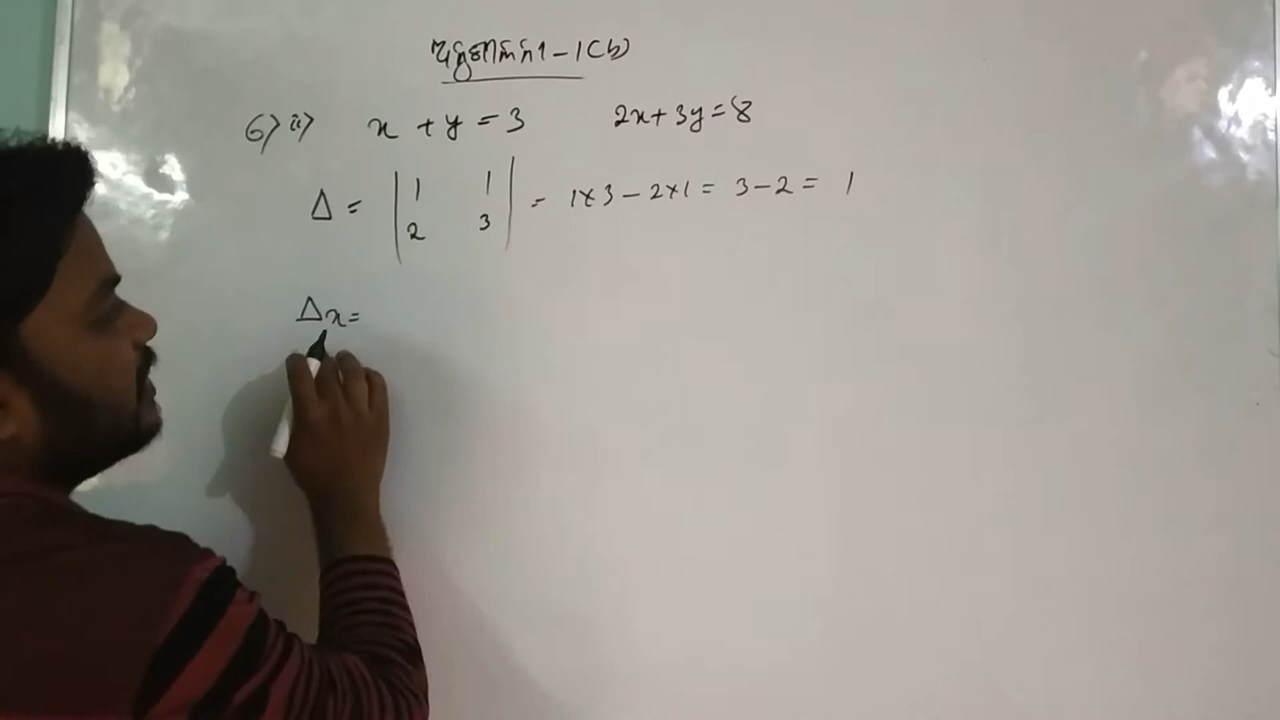 - 1(b)
6) ii) x + y = 3 2x + 3y = 8
Δ = | 1 1 | = 1×3 – 2×1 = 3 – 2 = 1
2 3
Δx =